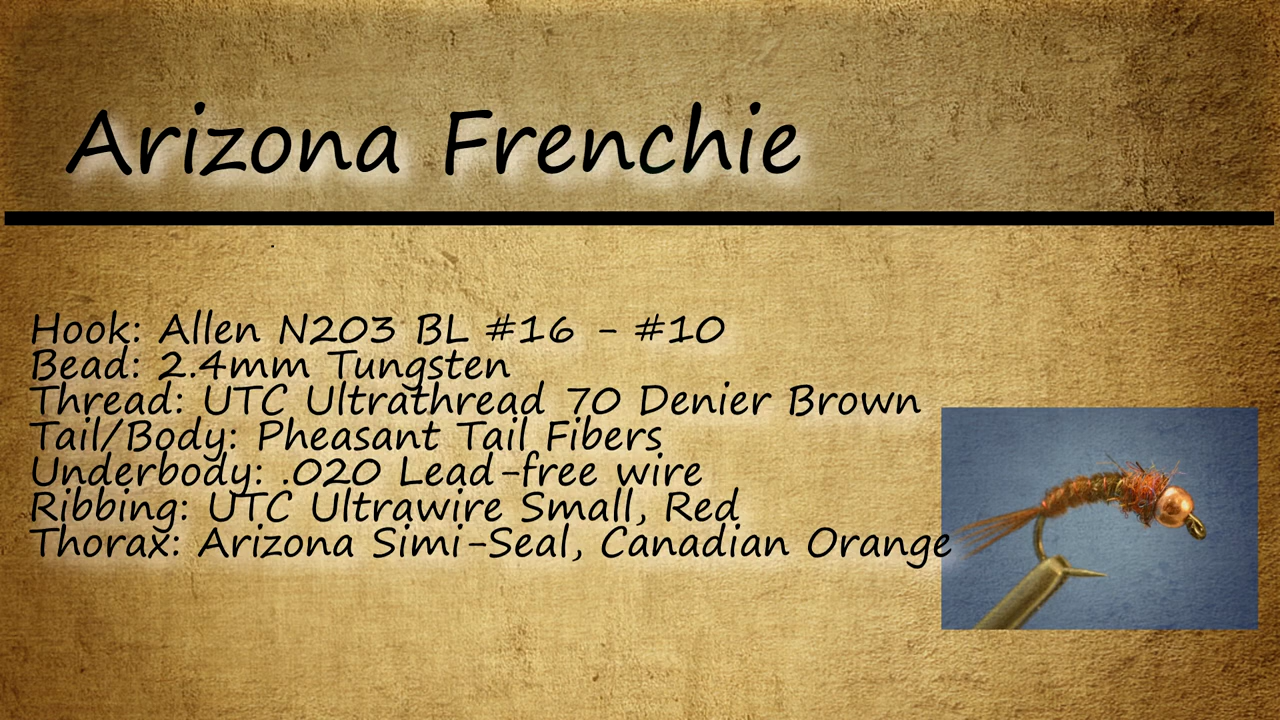 Arizona Frenchie
Hook: Allen N203 BL #16 - #10
Bead: 2.4mm Tungsten
Thread: UTC Ultrathread 70 Denier Brown
Tail/Body: Pheasant Tail Fibers
Underbody: .020 Lead-free wire
Ribbing: UTC Ultrawire Small, Red
Thorax: Arizona Simi-Seal, Canadian Orange